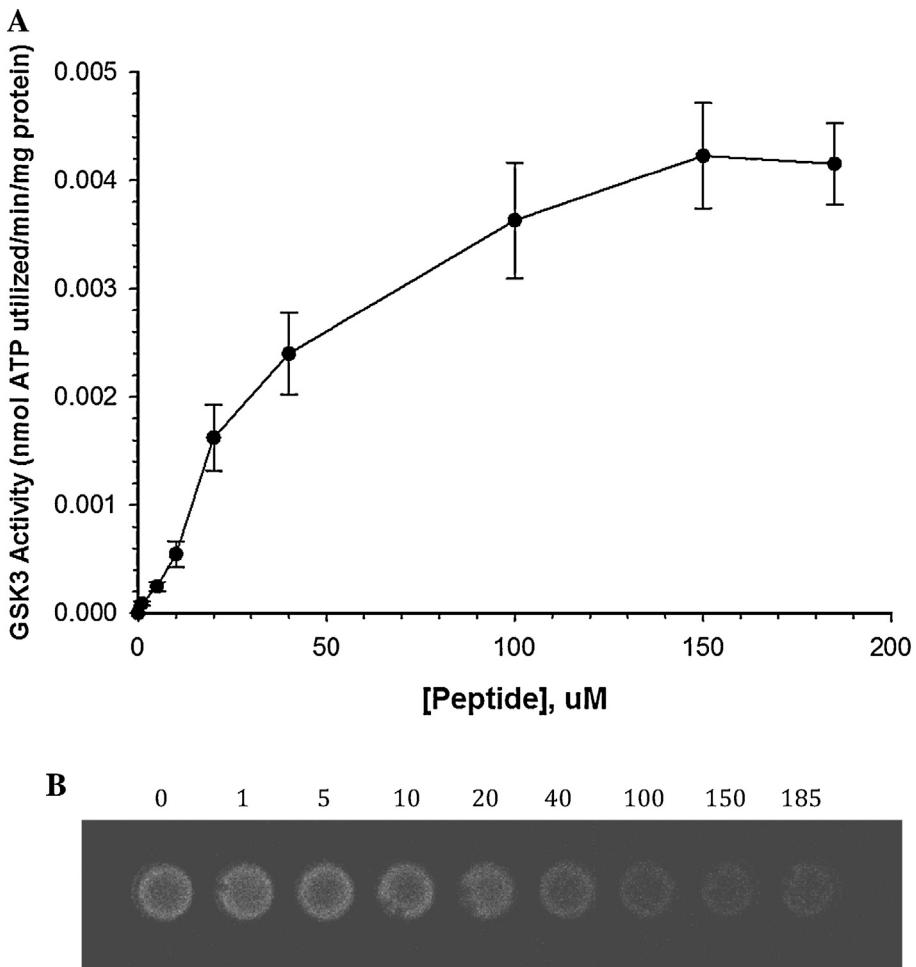 A
GSK3 Activity (nmol ATP utilized/min/mg protein)
0.005
0.004
0.003
0.002
0.001
0.000
0 50 100 150 200
[Peptide], uM
B
0 1 5 10 20 40 100 150 185